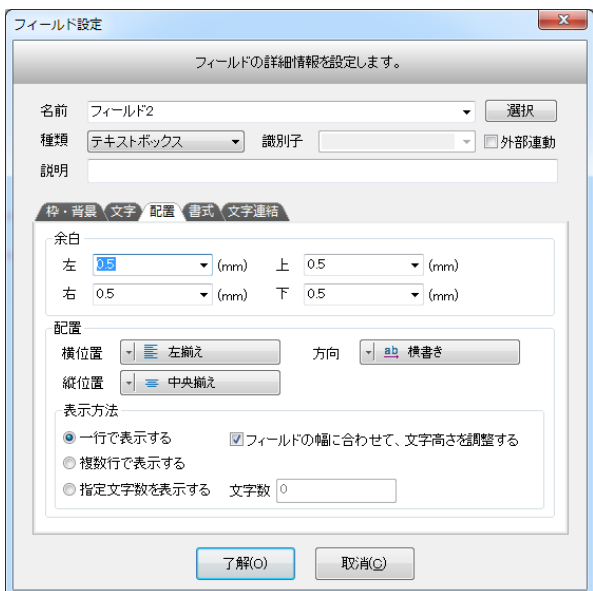 フィールド設定
フィールドの詳細情報を設定します。
名前 フィールド2 選択
種類 テキストボックス 識別子 外部連動
説明
枠・背景 文字 配置 書式 文字連結
余白
左 0.5 (mm) 上 0.5 (mm)
右 0.5 (mm) 下 0.5 (mm)
配置
横位置 左揃え 方向 ab 横書き
縦位置 中央揃え
表示方法
一行で表示する フィールドの幅に合わせて、文字高さを調整する
複数行で表示する
指定文字数を表示する 文字数 0
了解(O) 取消(C)